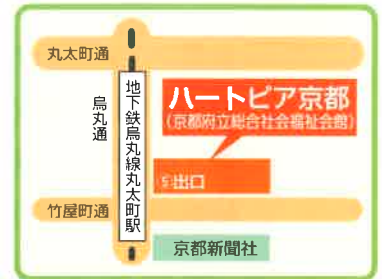 丸太町通
烏丸通
地下鉄烏丸線丸太町駅
ハートピア京都
(京都府立総合社会福祉会館)
5出口
竹屋町通
京都新聞社